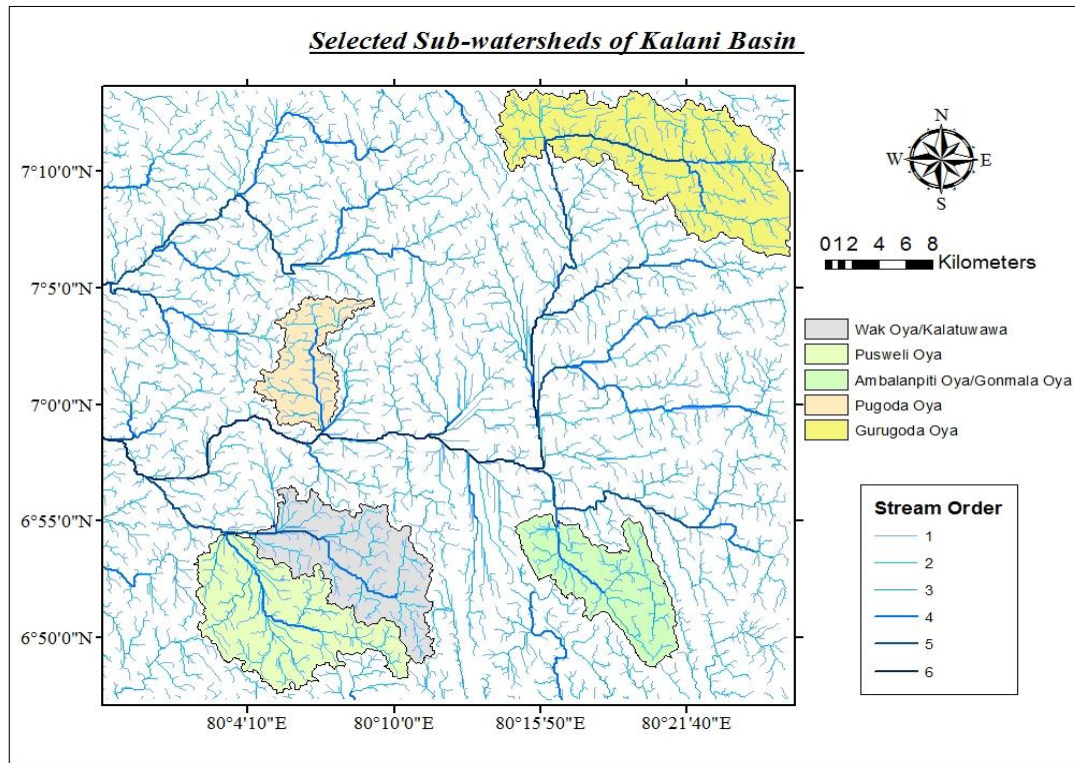 Selected Sub-watersheds of Kalani Basin
N
W E
S
7°10'0"N
7°5'0"N
7°0'0"N
6°55'0"N
6°50'0"N
80°4'10"E 80°10'0"E 80°15'50"E 80°21'40"E
0 1 2 4 6 8
Kilometers
Wak Oya/Kalatuwawa
Pusweli Oya
Ambalanpiti Oya/Gonmala Oya
Pugoda Oya
Gurugoda Oya
Stream Order
1
2
3
4
5
6